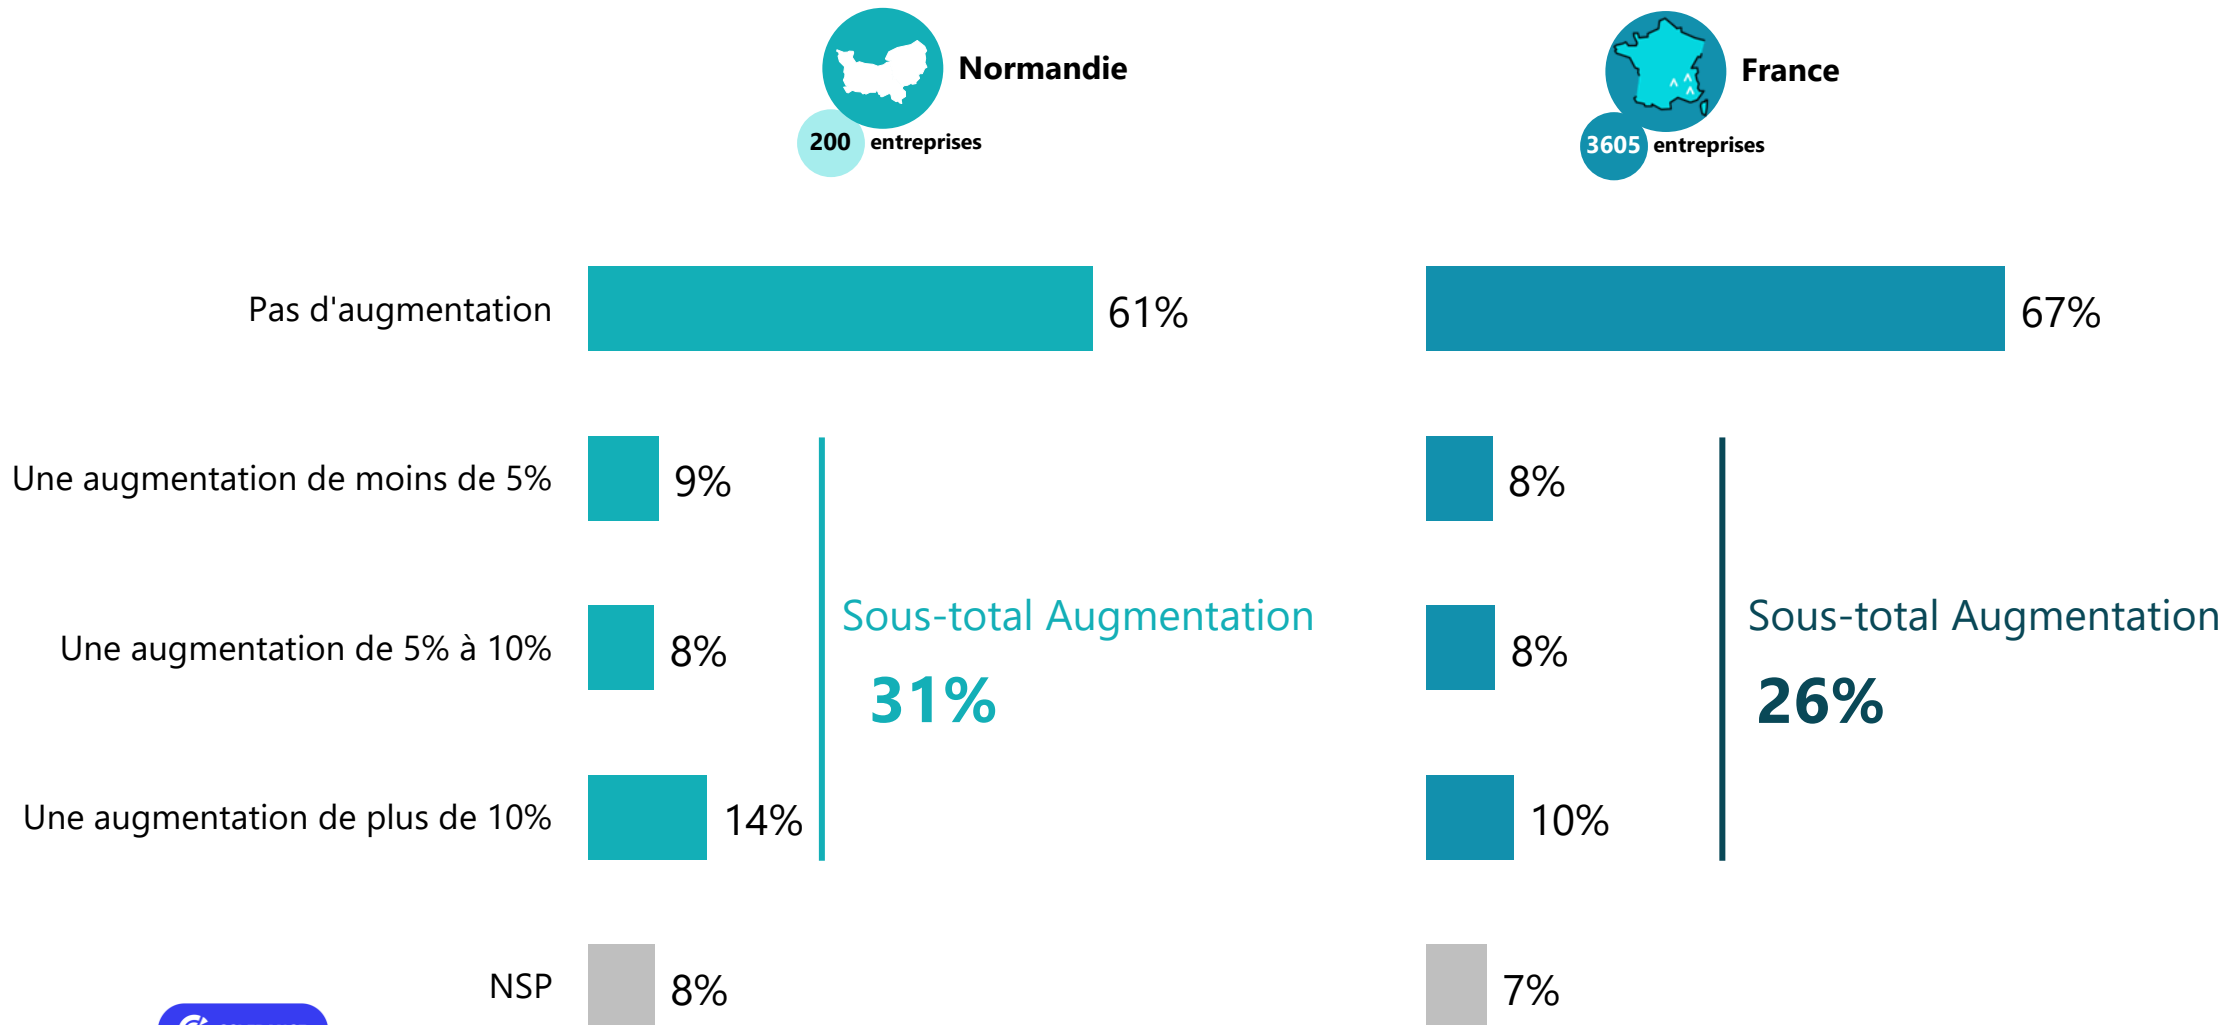 Normandie
200 entreprises
France
3605 entreprises
Pas d'augmentation 61% 67%
Une augmentation de moins de 5% 9% 8%
Une augmentation de 5% à 10% 8% 8%
Sous-total Augmentation
31%
Sous-total Augmentation
26%
Une augmentation de plus de 10% 14% 10%
NSP 8% 7%